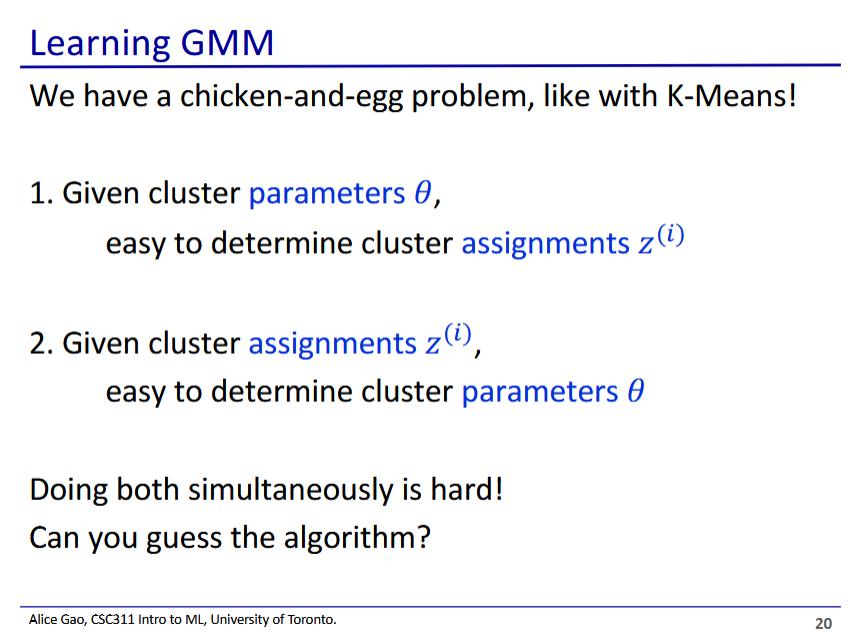 Learning GMM
We have a chicken-and-egg problem, like with K-Means!
1. Given cluster parameters θ,
easy to determine cluster assignments z^(i)
2. Given cluster assignments z^(i),
easy to determine cluster parameters θ
Doing both simultaneously is hard!
Can you guess the algorithm?
Alice Gao, CSC311 Intro to ML, University of Toronto.
20